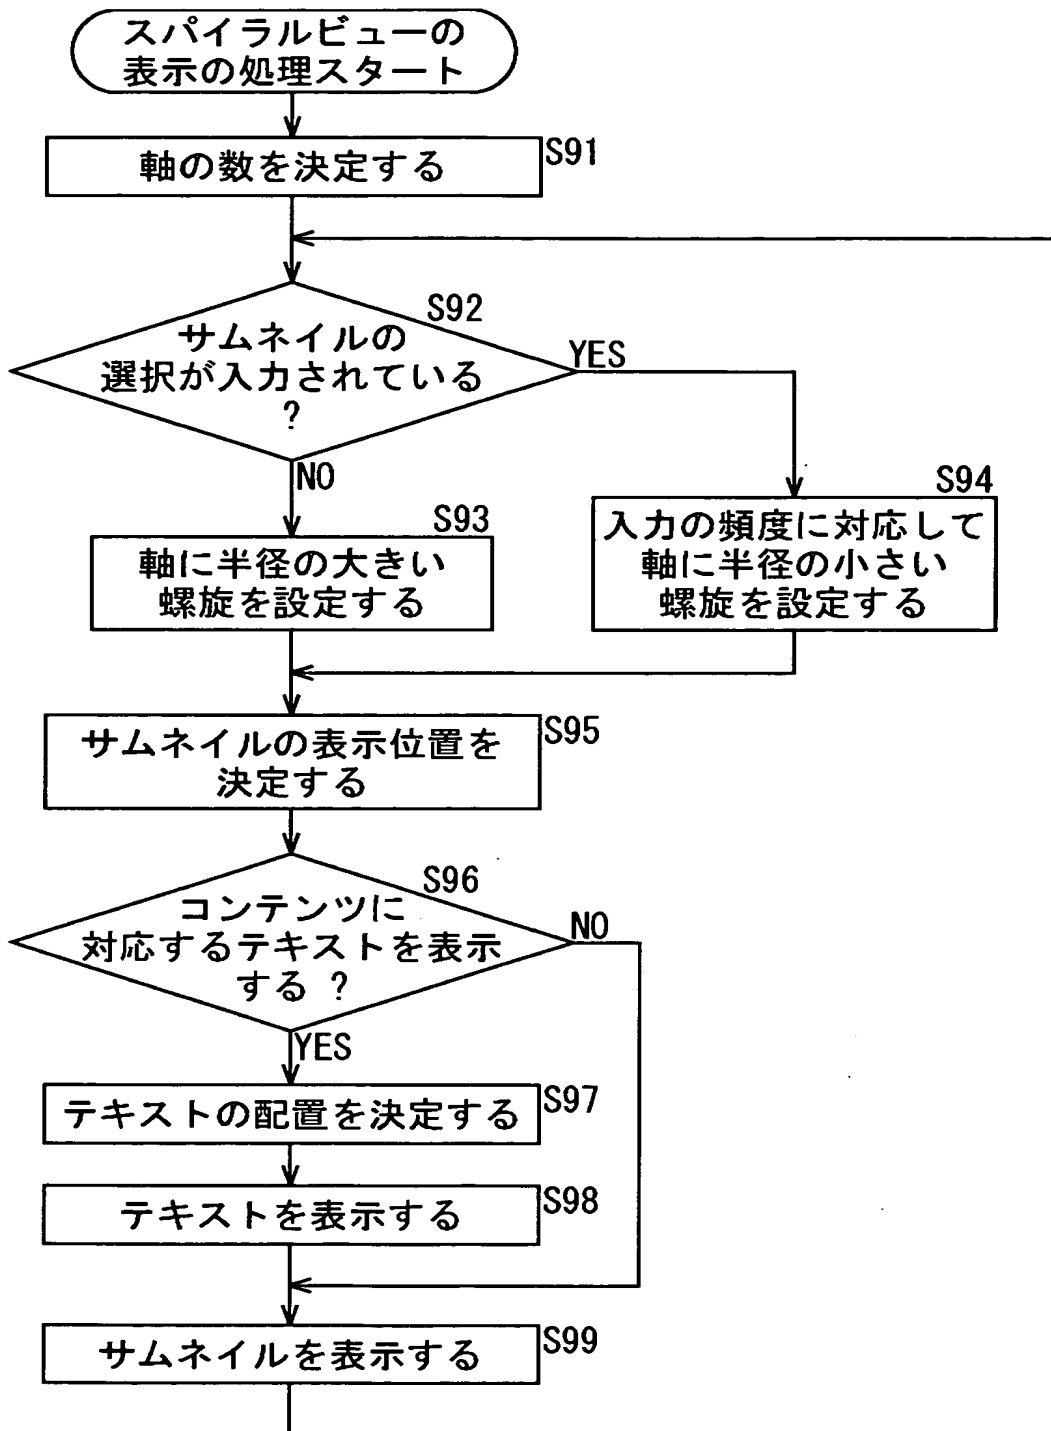 スパイラルビューの
表示の処理スタート
軸の数を決定する
S91
S92
サムネイルの
選択が入力されている
?
YES
NO
S93
軸に半径の大きい
螺旋を設定する
S94
入力の頻度に対応して
軸に半径の小さい
螺旋を設定する
サムネイルの表示位置を
決定する
S95
S96
コンテンツに
対応するテキストを表示
する ?
NO
YES
テキストの配置を決定する
S97
テキストを表示する
S98
サムネイルを表示する
S99